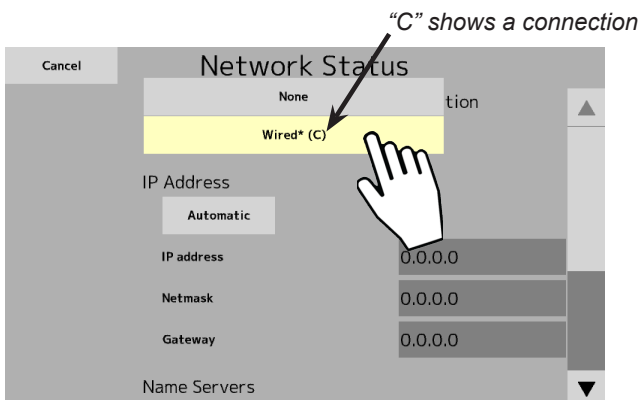 “C” shows a connection
Cancel
Network Status
None
tion
Wired* (C)
IP Address
Automatic
IP address
0.0.0.0
Netmask
0.0.0.0
Gateway
0.0.0.0
Name Servers